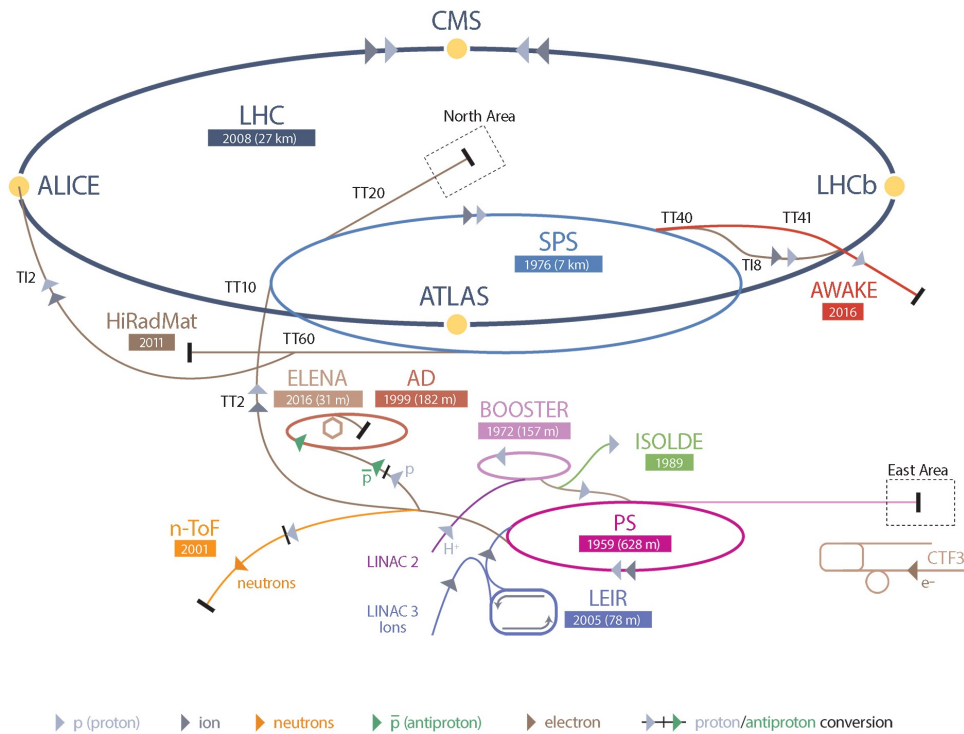 CMS
LHC
2008 (27 km)
North Area
ALICE
TT20
LHCb
TT40
TT41
SPS
1976 (7 km)
TI2
TI8
TT10
ATLAS
AWAKE
2016
HiRadMat
2011
TT60
ELENA
2016 (31 m)
AD
1999 (182 m)
TT2
BOOSTER
1972 (157 m)
ISOLDE
1989
p̅
p
East Area
n-ToF
2001
PS
1959 (628 m)
H⁺
LINAC 2
neutrons
CTF3
e⁻
LEIR
2005 (78 m)
LINAC 3
Ions
p (proton)
ion
neutrons
p̅ (antiproton)
electron
proton/antiproton conversion